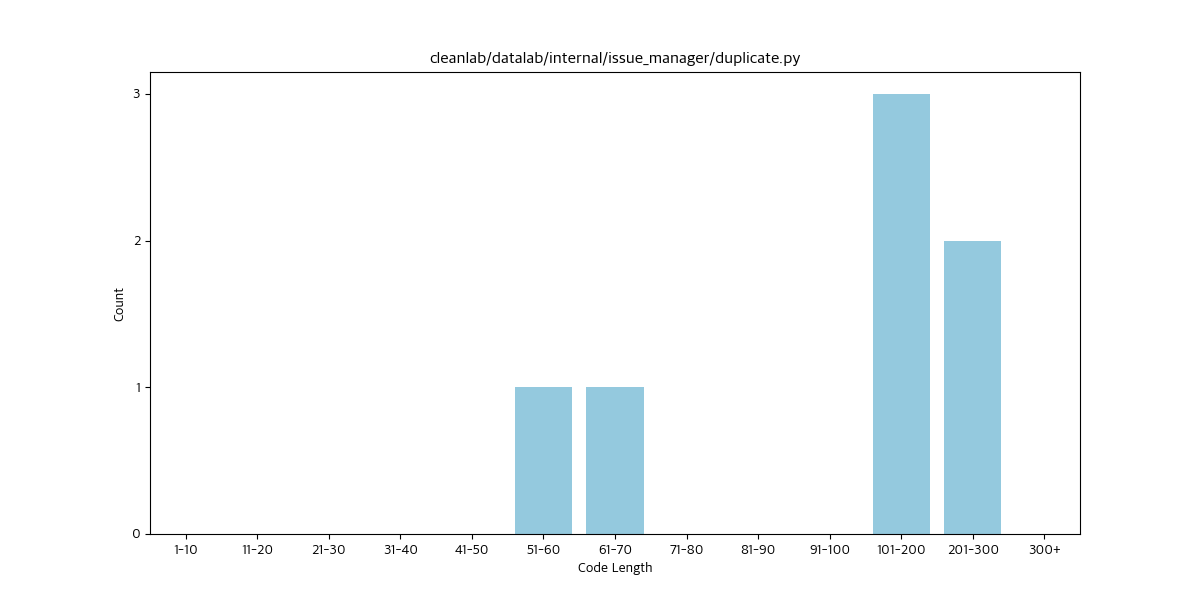 cleanlab/datalab/internal/issue_manager/duplicate.py
3
2
1
0
Count
1-10 11-20 21-30 31-40 41-50 51-60 61-70 71-80 81-90 91-100 101-200 201-300 300+
Code Length